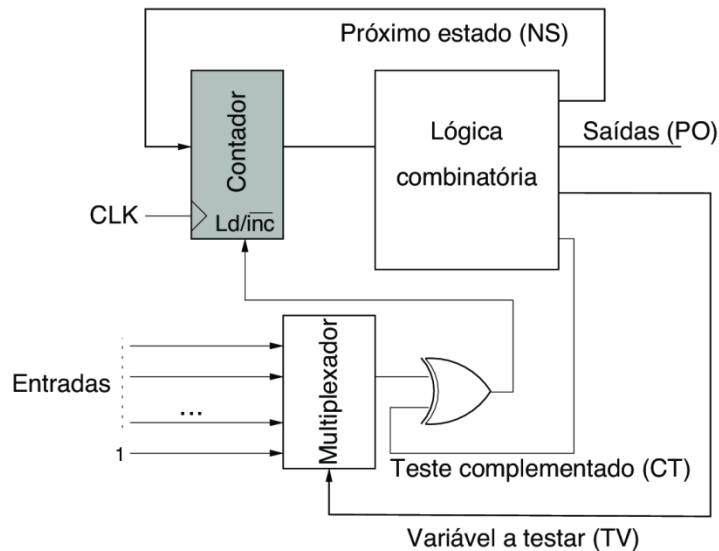 Próximo estado (NS)
Contador
Lógica
combinatória
Saídas (PO)
CLK
Ld/inc
Multiplexador
Entradas
...
1
Teste complementado (CT)
Variável a testar (TV)